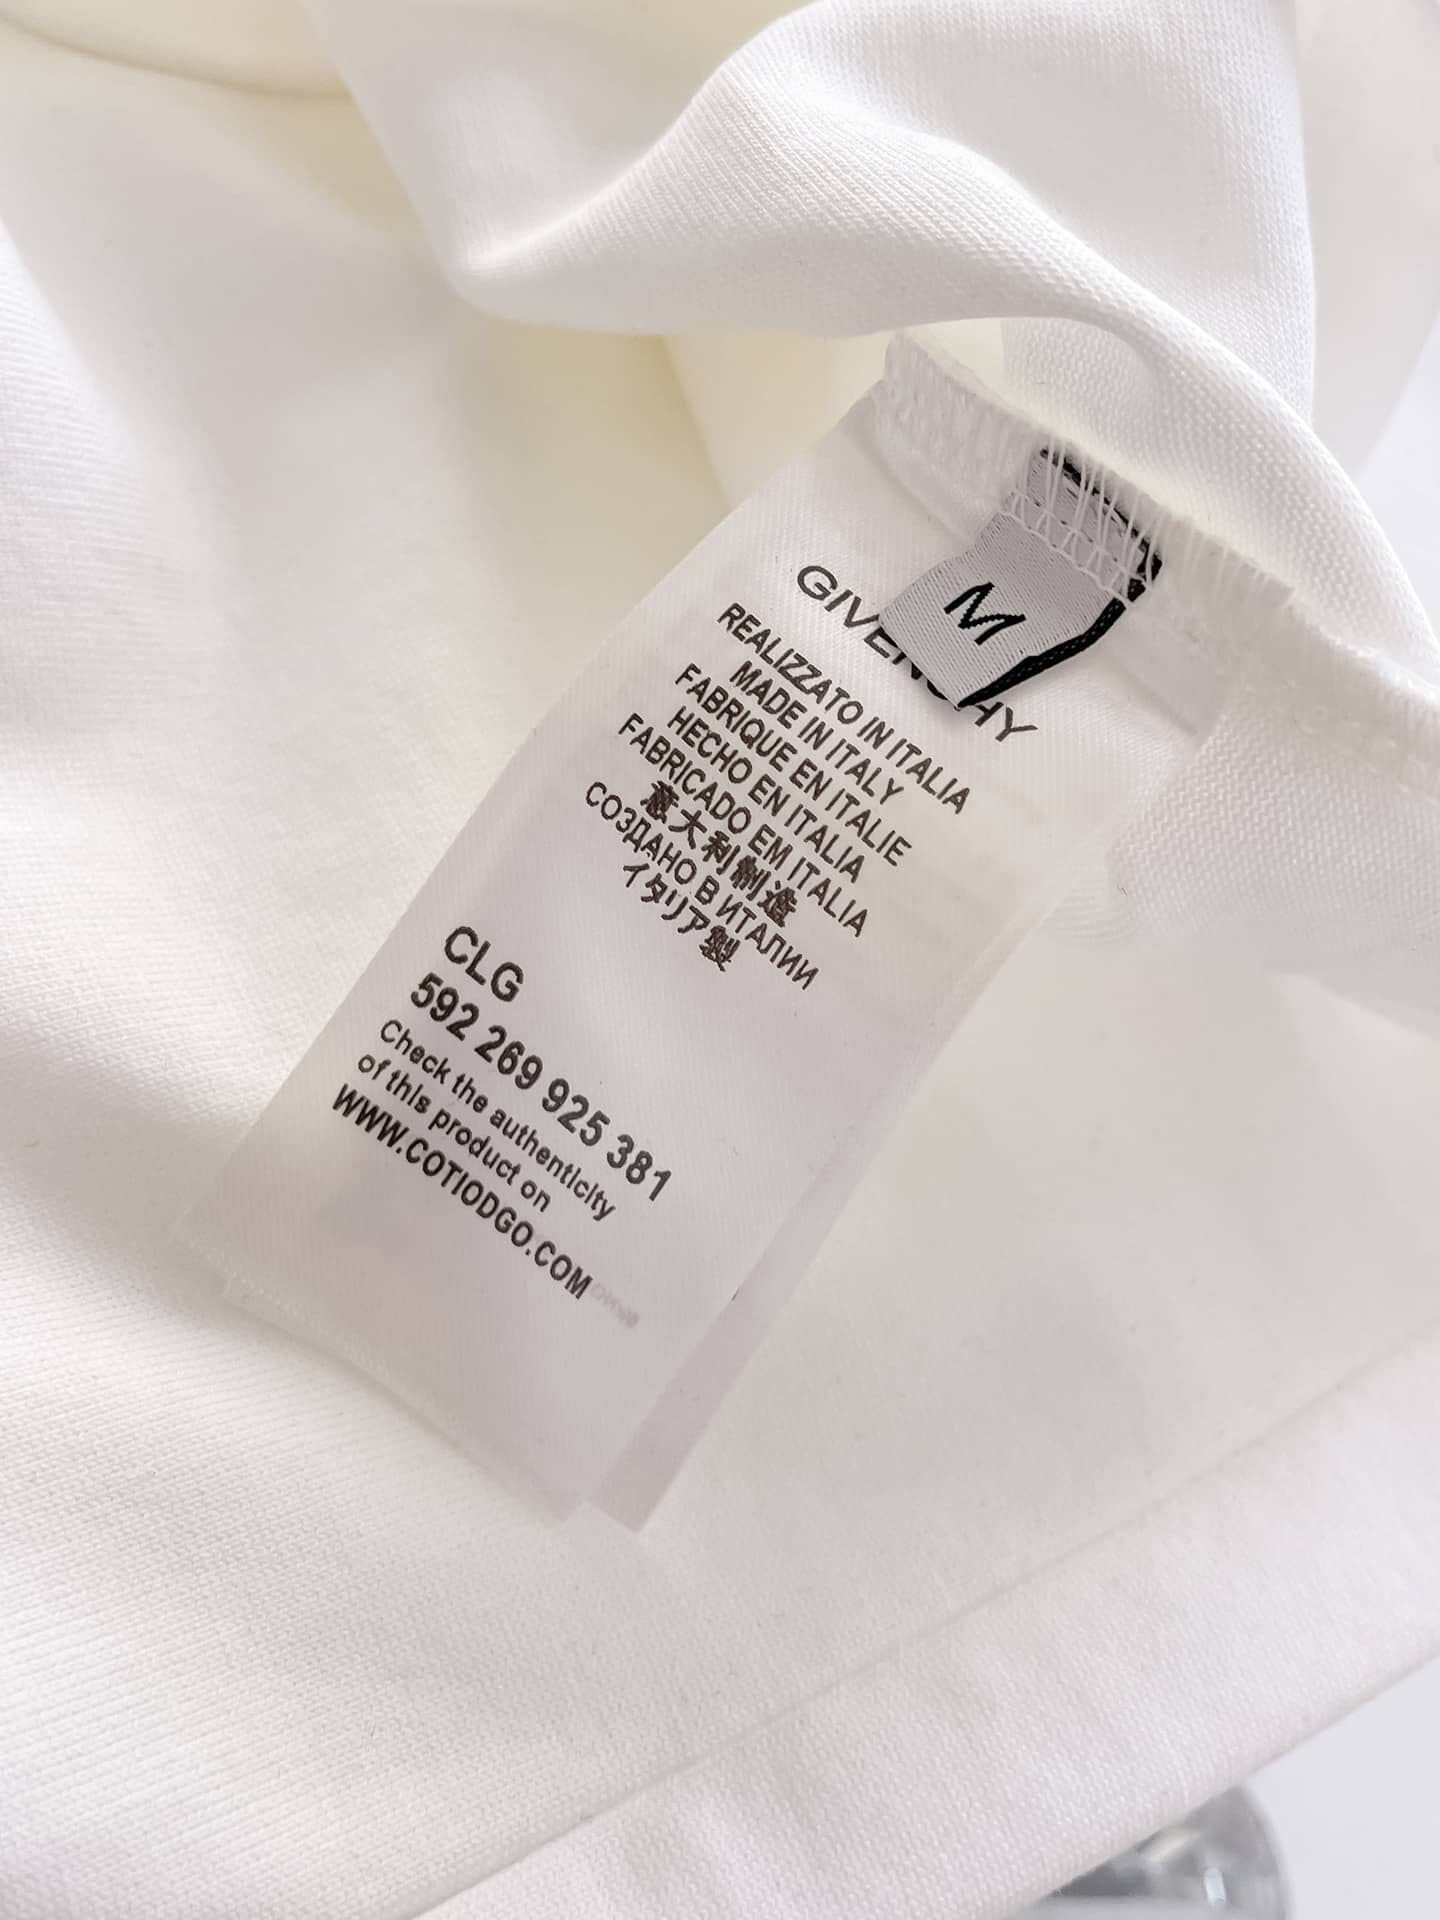 M
GIVENCHY
REALIZZATO IN ITALIA
MADE IN ITALY
FABRIQUE EN ITALIE
HECHO EN ITALIA
FABRICADO EM ITALIA
意大利制造
СОЗДАНО В ИТАЛИИ
イタリア製
CLG
592 269 925 381
Check the authenticity
of this product on
WWW.COTIODGO.COM